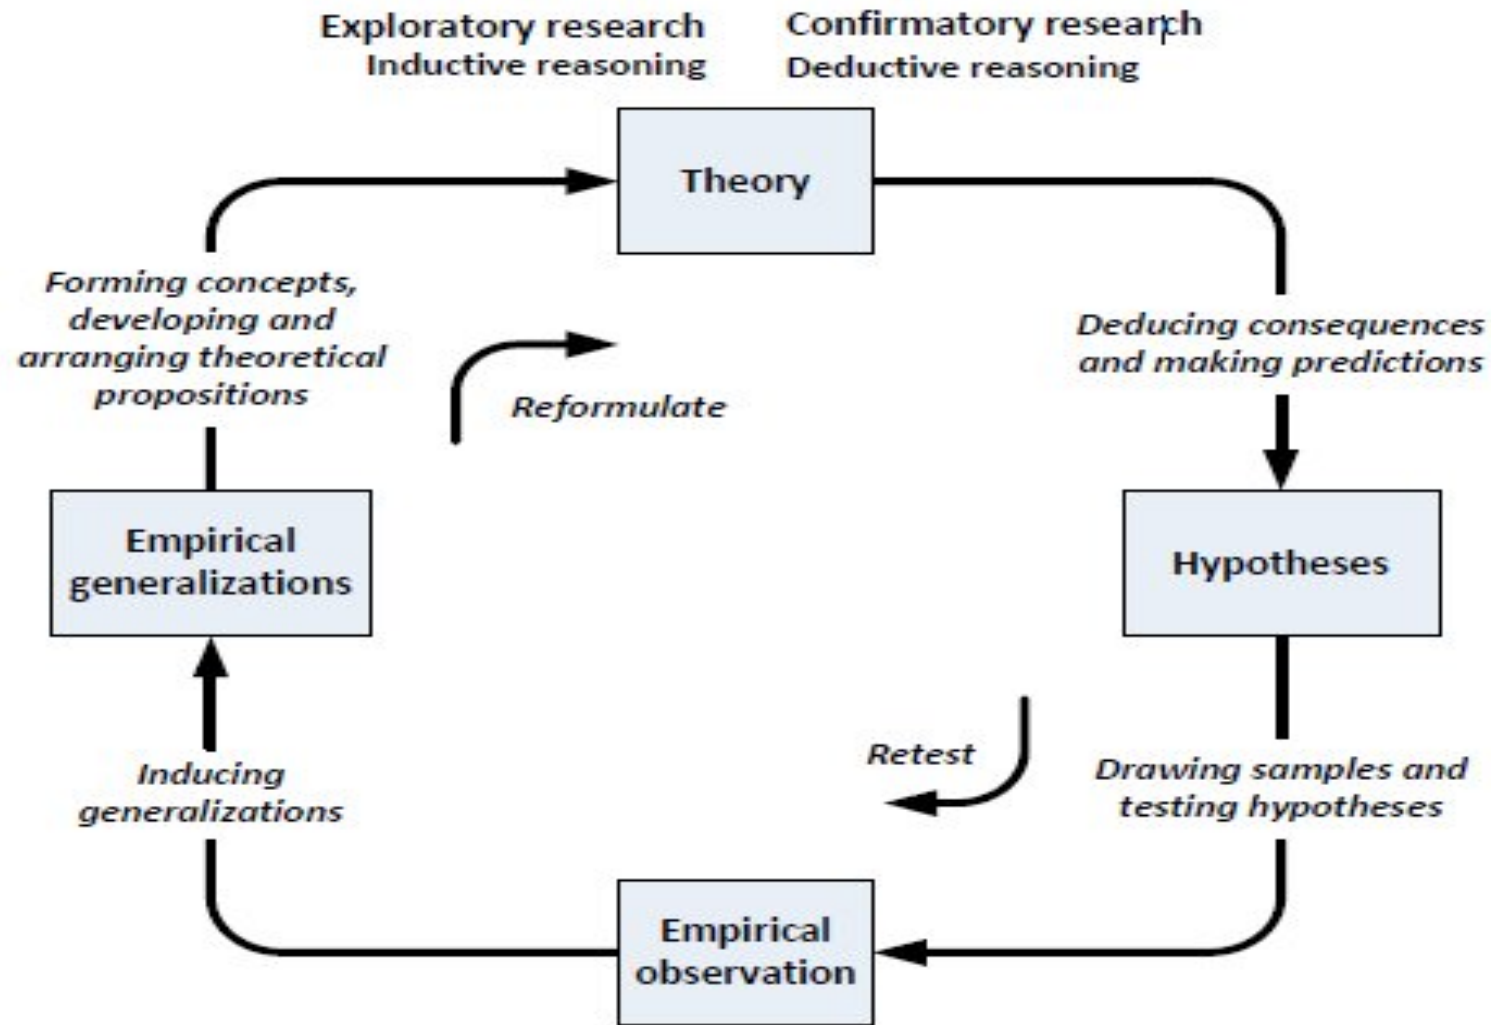 Exploratory research
Inductive reasoning
Confirmatory research
Deductive reasoning
Theory
Forming concepts,
developing and
arranging theoretical
propositions
Reformulate
Deducing consequences
and making predictions
Empirical
generalizations
Hypotheses
Inducing
generalizations
Retest
Drawing samples and
testing hypotheses
Empirical
observation